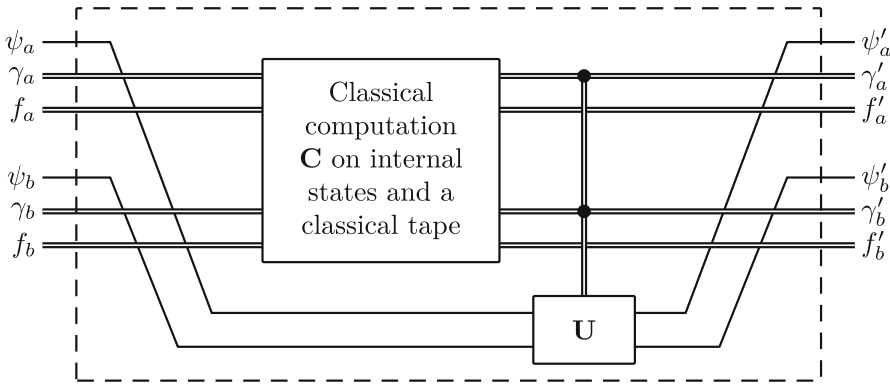 ψ_a
γ_a
f_a
ψ_b
γ_b
f_b
Classical
computation
C on internal
states and a
classical tape
U
ψ′_a
γ′_a
f′_a
ψ′_b
γ′_b
f′_b